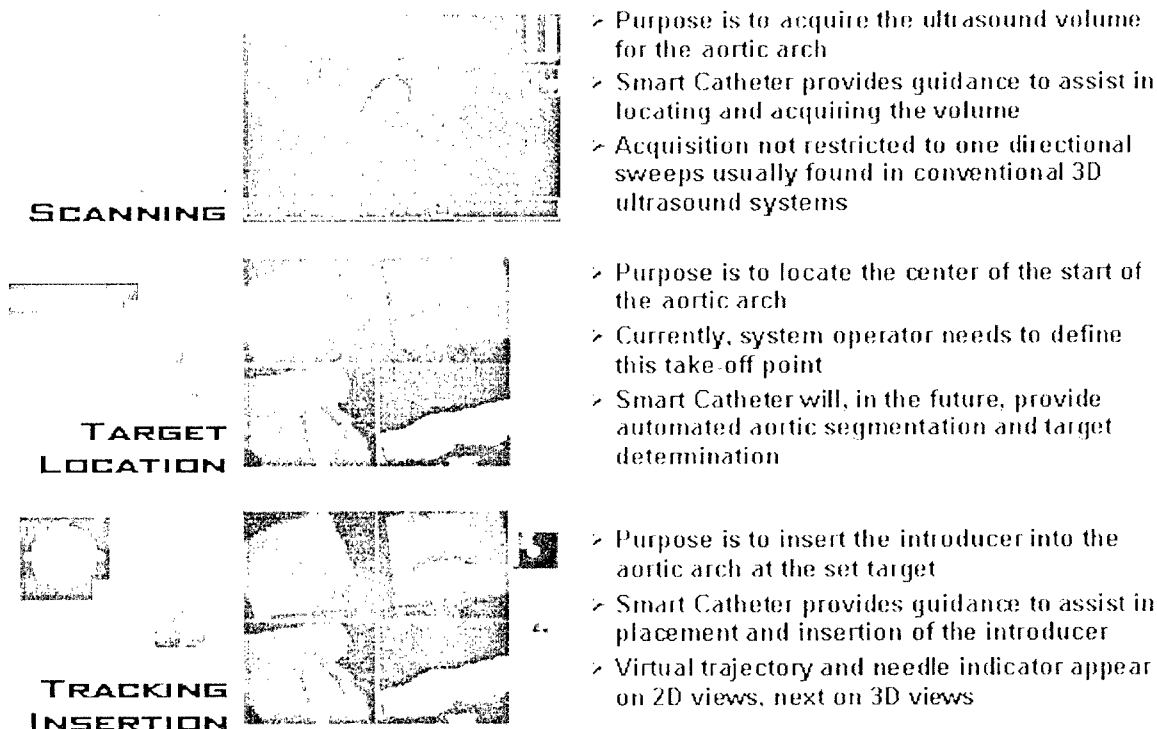 SCANNING
➢ Purpose is to acquire the ultrasound volume
for the aortic arch
➢ Smart Catheter provides guidance to assist in
locating and acquiring the volume
➢ Acquisition not restricted to one directional
sweeps usually found in conventional 3D
ultrasound systems
TARGET
LOCATION
➢ Purpose is to locate the center of the start of
the aortic arch
➢ Currently, system operator needs to define
this take-off point
➢ Smart Catheter will, in the future, provide
automated aortic segmentation and target
determination
TRACKING
INSERTION
➢ Purpose is to insert the introducer into the
aortic arch at the set target
➢ Smart Catheter provides guidance to assist in
placement and insertion of the introducer
➢ Virtual trajectory and needle indicator appear
on 2D views, next on 3D views